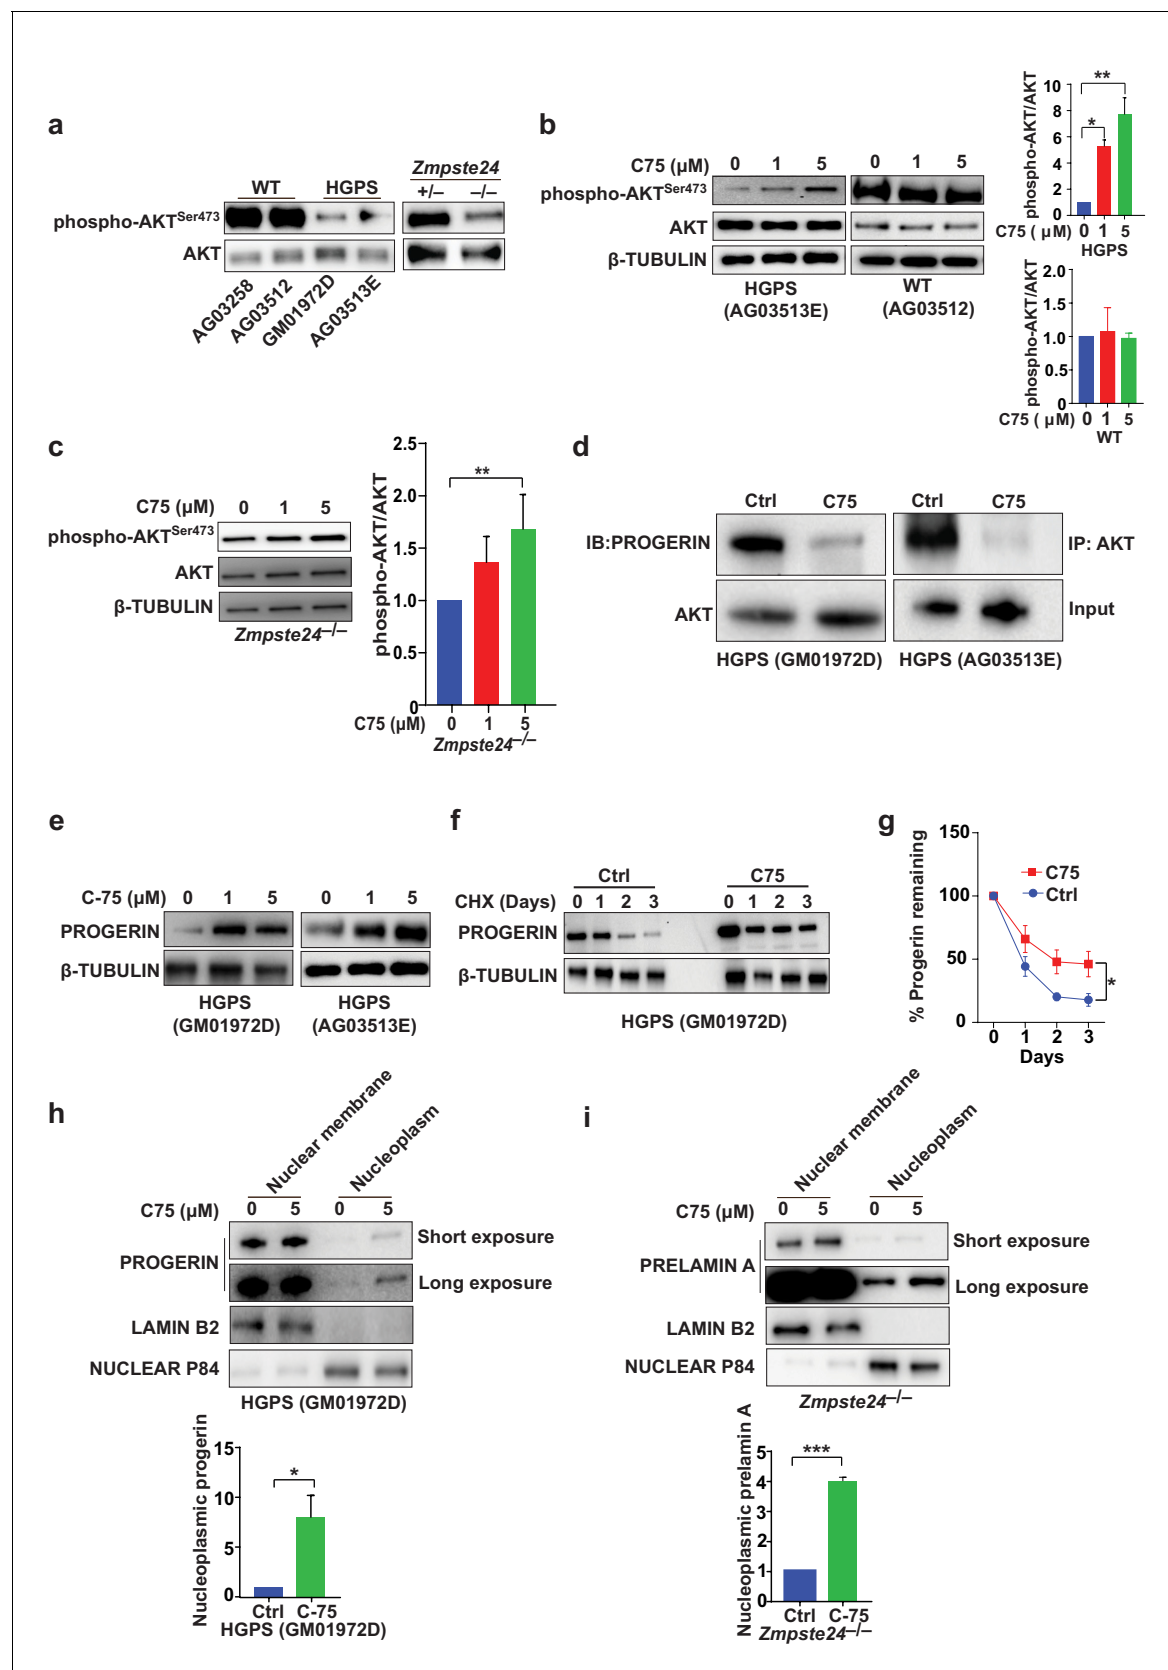 a
WT HGPS
Zmpste24
+/– –/–
phospho-AKTSer473
AKT
AG03258
AG03512
GM01972D
AG03513E
b
C75 (μM) 0 1 5 0 1 5
phospho-AKTSer473
AKT
β-TUBULIN
HGPS
(AG03513E)
WT
(AG03512)
phospho-AKT/AKT
10
8
6
4
2
0
*
**
0 1 5
C75 ( μM)
HGPS
phospho-AKT/AKT
2.0
1.5
1.0
0.5
0
0 1 5
C75 ( μM)
WT
c
C75 (μM) 0 1 5
phospho-AKTSer473
AKT
β-TUBULIN
Zmpste24–/–
phospho-AKT/AKT
2.5
2.0
1.5
1.0
0.5
0
**
C75 (μM) 0 1 5
Zmpste24–/–
d
Ctrl C75 Ctrl C75
IB:PROGERIN
IP: AKT
AKT
Input
HGPS (GM01972D) HGPS (AG03513E)
e
C-75 (μM) 0 1 5 0 1 5
PROGERIN
β-TUBULIN
HGPS
(GM01972D)
HGPS
(AG03513E)
f
Ctrl C75
CHX (Days) 0 1 2 3 0 1 2 3
PROGERIN
β-TUBULIN
HGPS (GM01972D)
g
% Progerin remaining
150
100
50
0
C75
Ctrl
*
0 1 2 3
Days
h
Nuclear membrane
Nucleoplasm
C75 (μM) 0 5 0 5
PROGERIN
Short exposure
Long exposure
LAMIN B2
NUCLEAR P84
HGPS (GM01972D)
Nucleoplasmic progerin
15
10
5
0
*
Ctrl C-75
HGPS (GM01972D)
i
Nuclear membrane
Nucleoplasm
C75 (μM) 0 5 0 5
PRELAMIN A
Short exposure
Long exposure
LAMIN B2
NUCLEAR P84
Zmpste24–/–
Nucleoplasmic prelamin A
5
4
3
2
1
0
***
Ctrl C-75
Zmpste24–/–